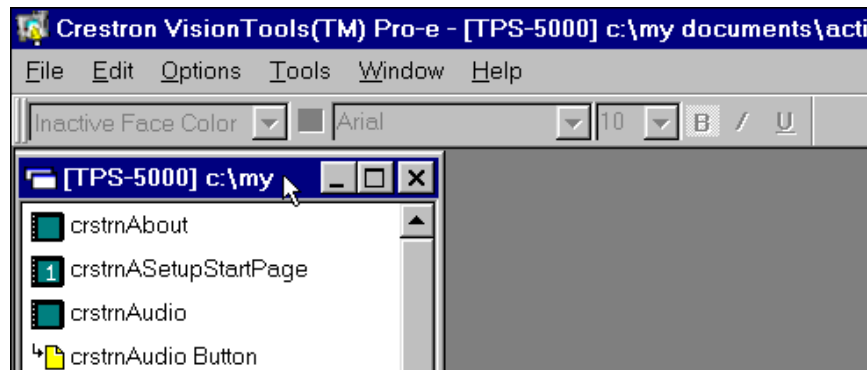 Crestron VisionTools(TM) Pro-e - [TPS-5000] c:\my documents\acti
File Edit Options Tools Window Help
Inactive Face Color Arial 10 B / U
[TPS-5000] c:\my
crstrnAbout
1 crstrnASetupStartPage
crstrnAudio
crstrnAudio Button